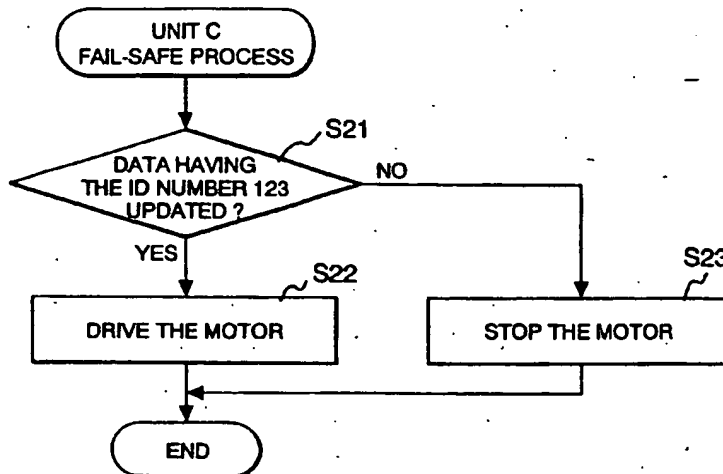 UNIT C
FAIL-SAFE PROCESS
S21
DATA HAVING
THE ID NUMBER 123
UPDATED ?
NO
YES
S22
S23
DRIVE THE MOTOR
STOP THE MOTOR
END